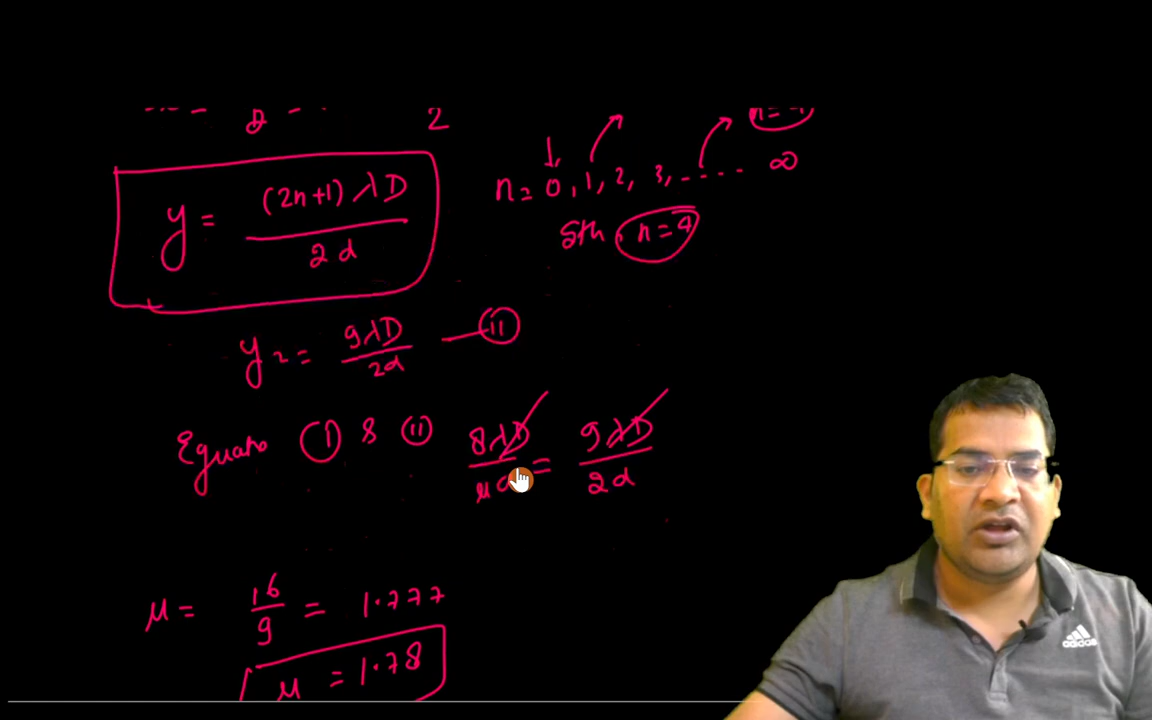 2
y = (2n+1) λD / 2d
n = 0, 1, 2, 3, ..... ∞
5th, n=4
y2 = 9λD / 2d — (II)
Equate (I) & (II) 8λD / μd = 9λD / 2d
μ = 16 / 9 = 1.777
μ = 1.78
adidas